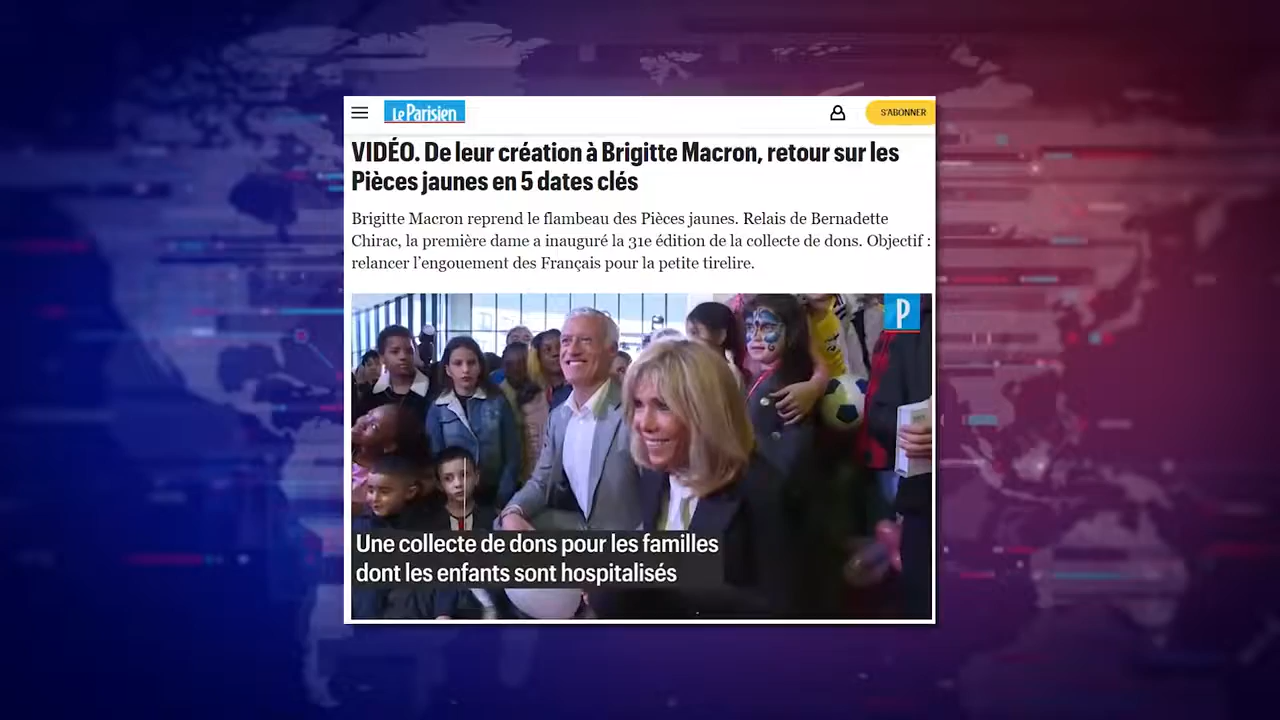 Le Parisien
S'ABONNER
VIDÉO. De leur création à Brigitte Macron, retour sur les
Pièces jaunes en 5 dates clés
Brigitte Macron reprend le flambeau des Pièces jaunes. Relais de Bernadette
Chirac, la première dame a inauguré la 31e édition de la collecte de dons. Objectif :
relancer l’engouement des Français pour la petite tirelire.
P
Une collecte de dons pour les familles
dont les enfants sont hospitalisés